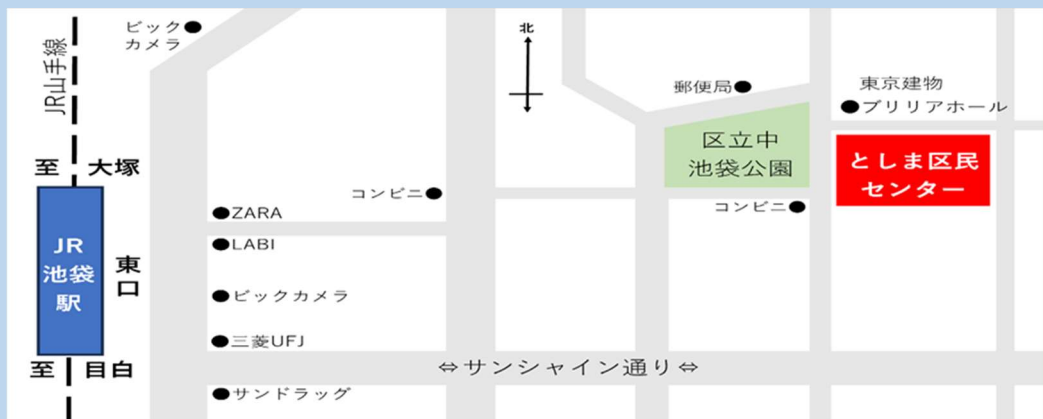 ビック
カメラ
JR山手線
北
郵便局
東京建物
ブリリアホール
区立中
池袋公園
としま区民
センター
至 大塚
コンビニ
コンビニ
ZARA
LABI
JR
池袋
駅
東口
ビックカメラ
三菱UFJ
至 目白
⇔サンシャイン通り⇔
サンドラッグ